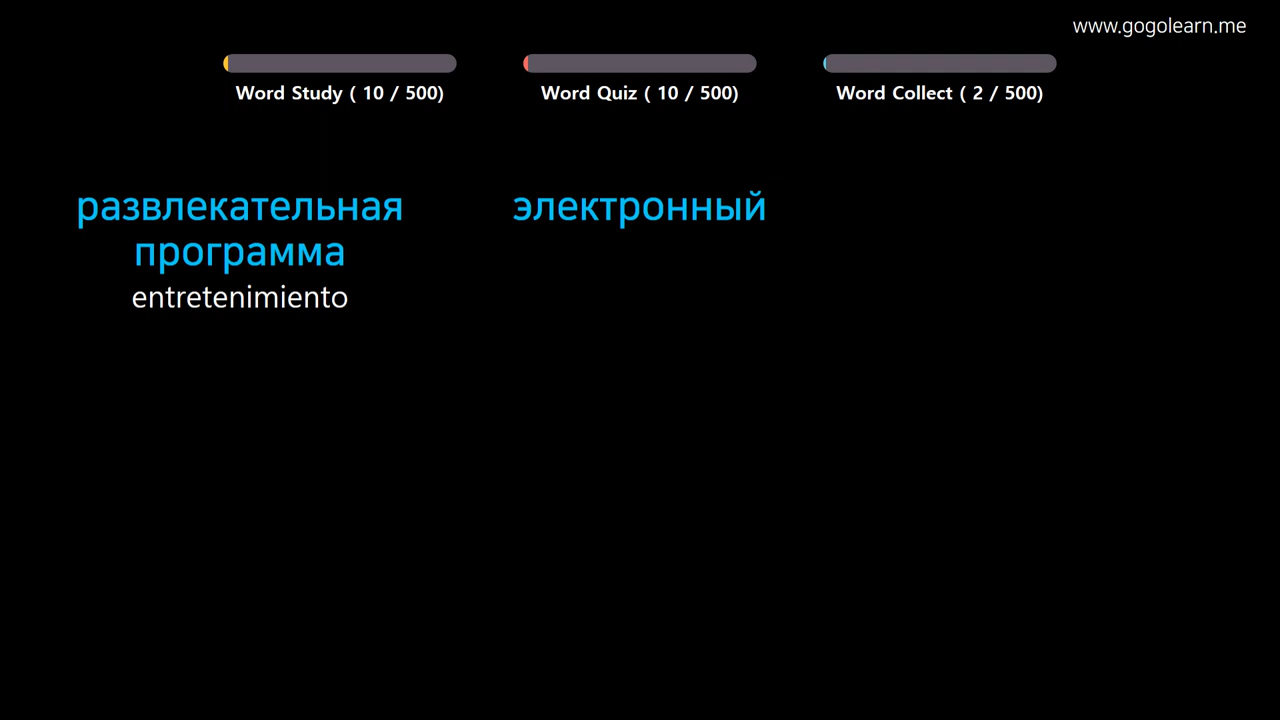 www.gogolearn.me
Word Study ( 10 / 500)
Word Quiz ( 10 / 500)
Word Collect ( 2 / 500)
развлекательная
программа
entretenimiento
электронный